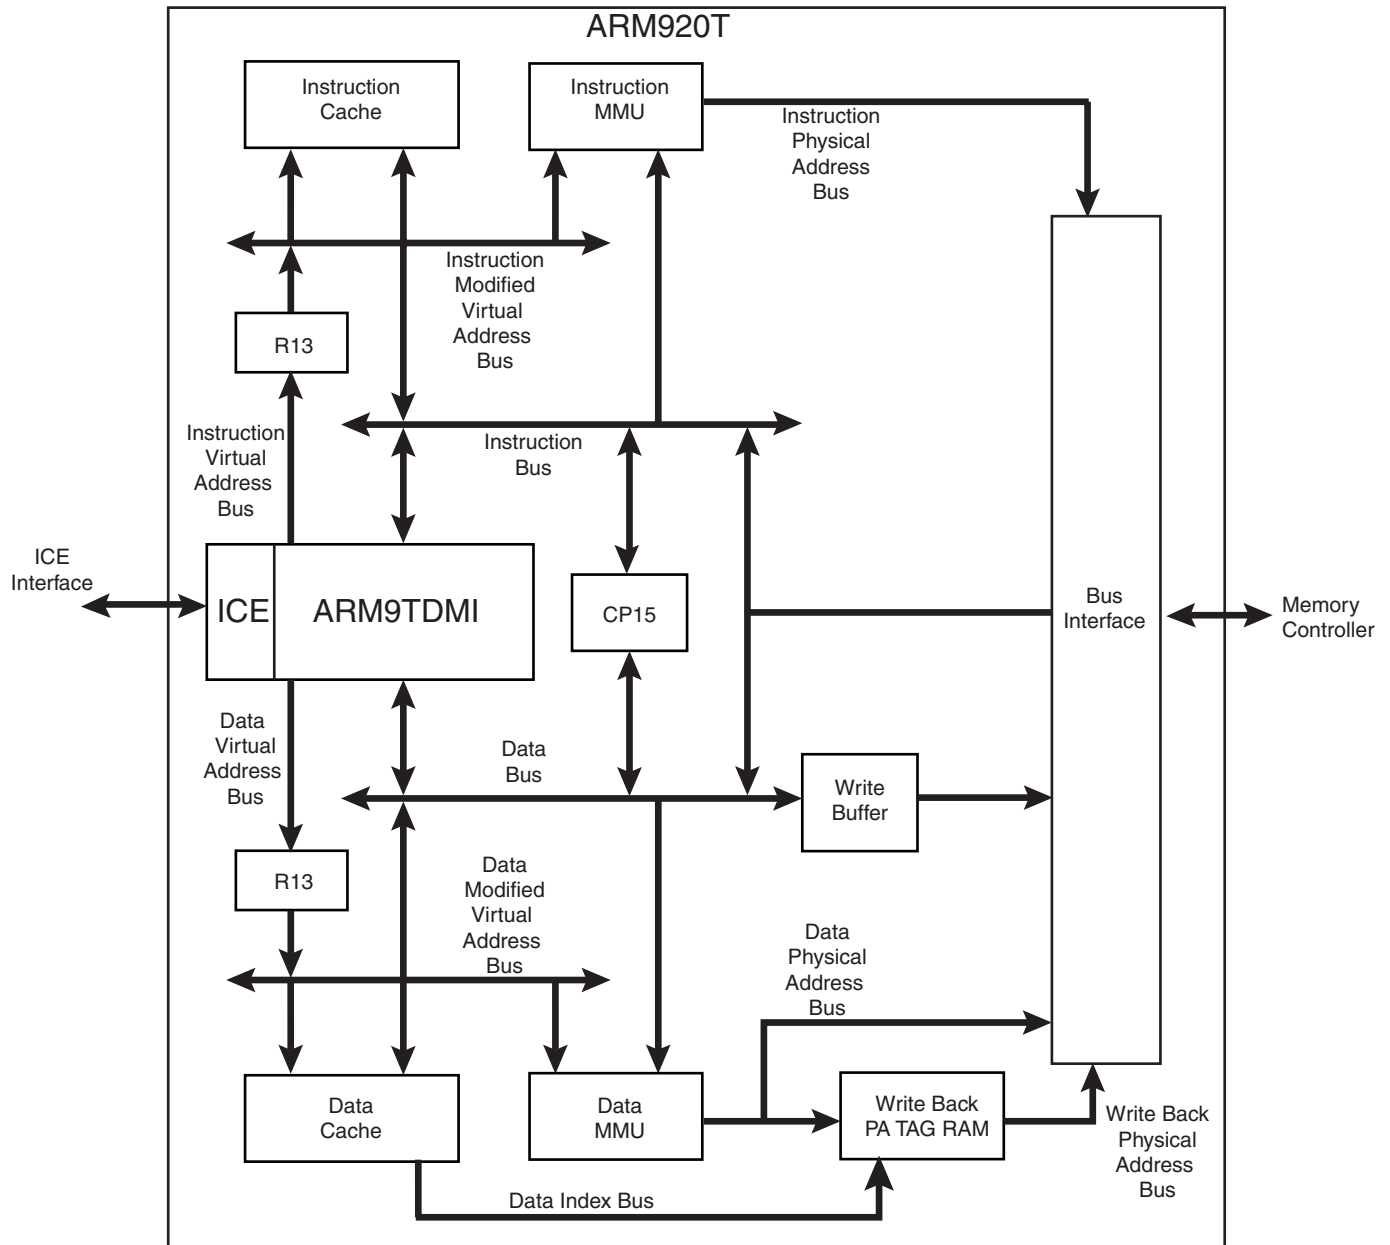 ARM920T
Instruction
Cache
Instruction
MMU
Instruction
Physical
Address
Bus
Instruction
Modified
Virtual
Address
Bus
R13
Instruction
Virtual
Address
Bus
Instruction
Bus
ICE
Interface
ICE
ARM9TDMI
CP15
Bus
Interface
Memory
Controller
Data
Virtual
Address
Bus
Data
Bus
Write
Buffer
R13
Data
Modified
Virtual
Address
Bus
Data
Physical
Address
Bus
Data
Cache
Data
MMU
Write Back
PA TAG RAM
Write Back
Physical
Address
Bus
Data Index Bus